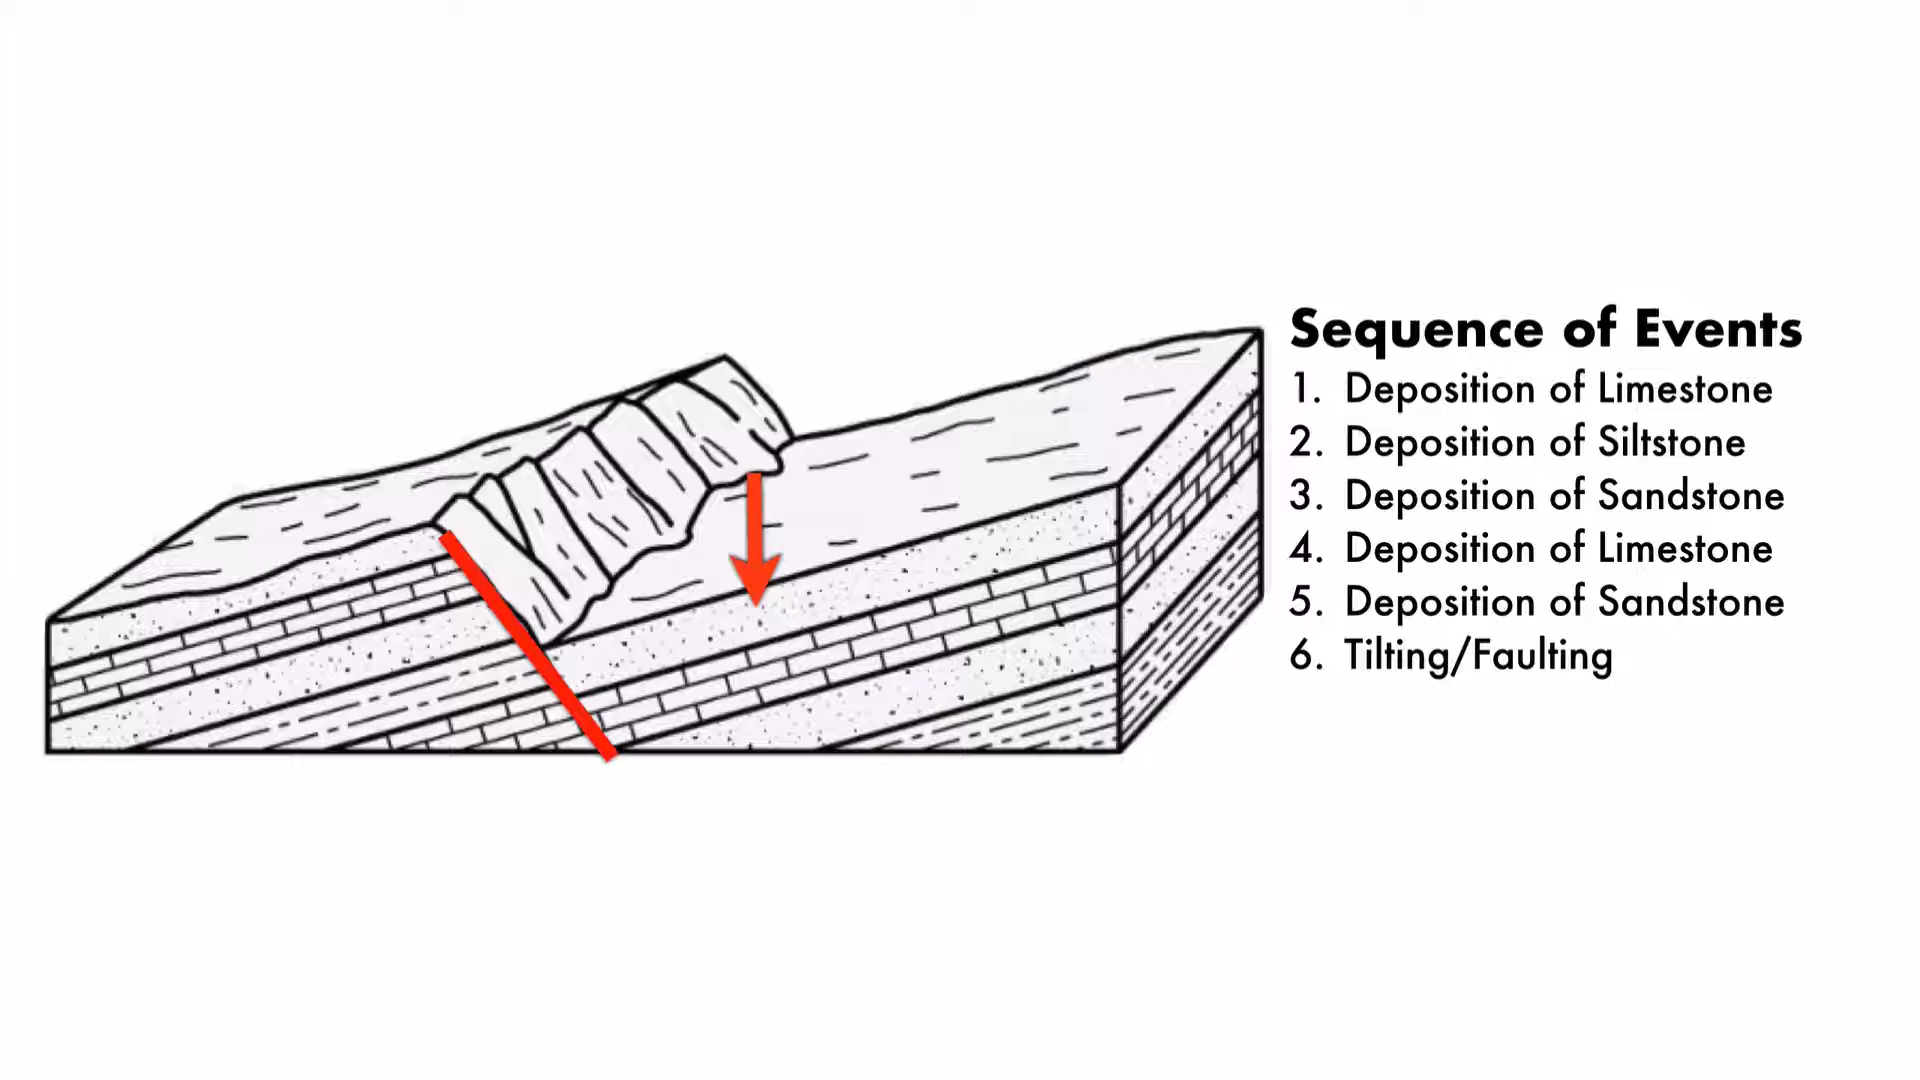 Sequence of Events
1. Deposition of Limestone
2. Deposition of Siltstone
3. Deposition of Sandstone
4. Deposition of Limestone
5. Deposition of Sandstone
6. Tilting/Faulting